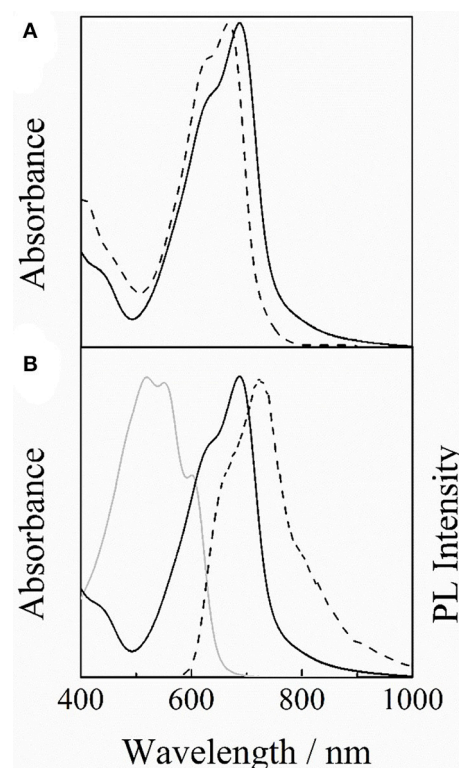 A
Absorbance
B
Absorbance
PL Intensity
400 600 800 1000
Wavelength / nm